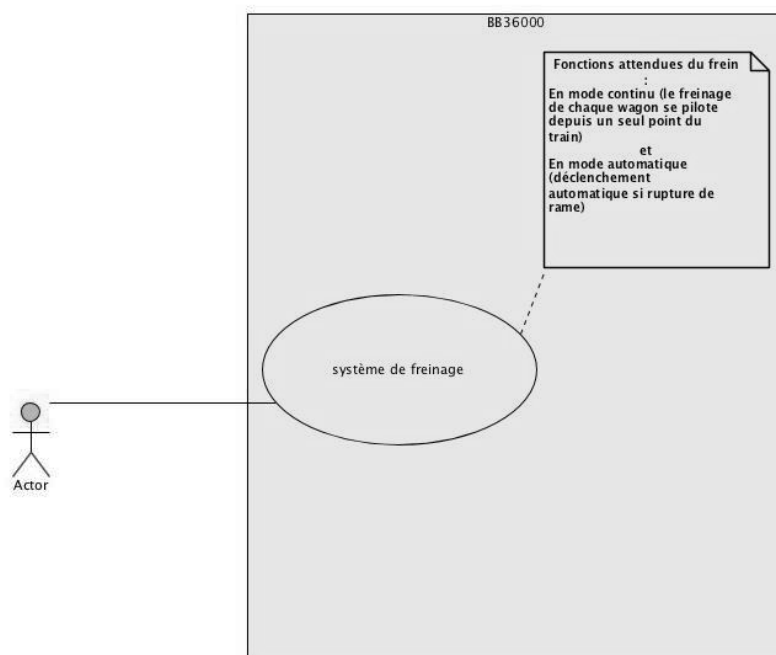 BB36000
Fonctions attendues du frein
:
En mode continu (le freinage
de chaque wagon se pilote
depuis un seul point du
train)
et
En mode automatique
(déclenchement
automatique si rupture de
rame)
système de freinage
Actor